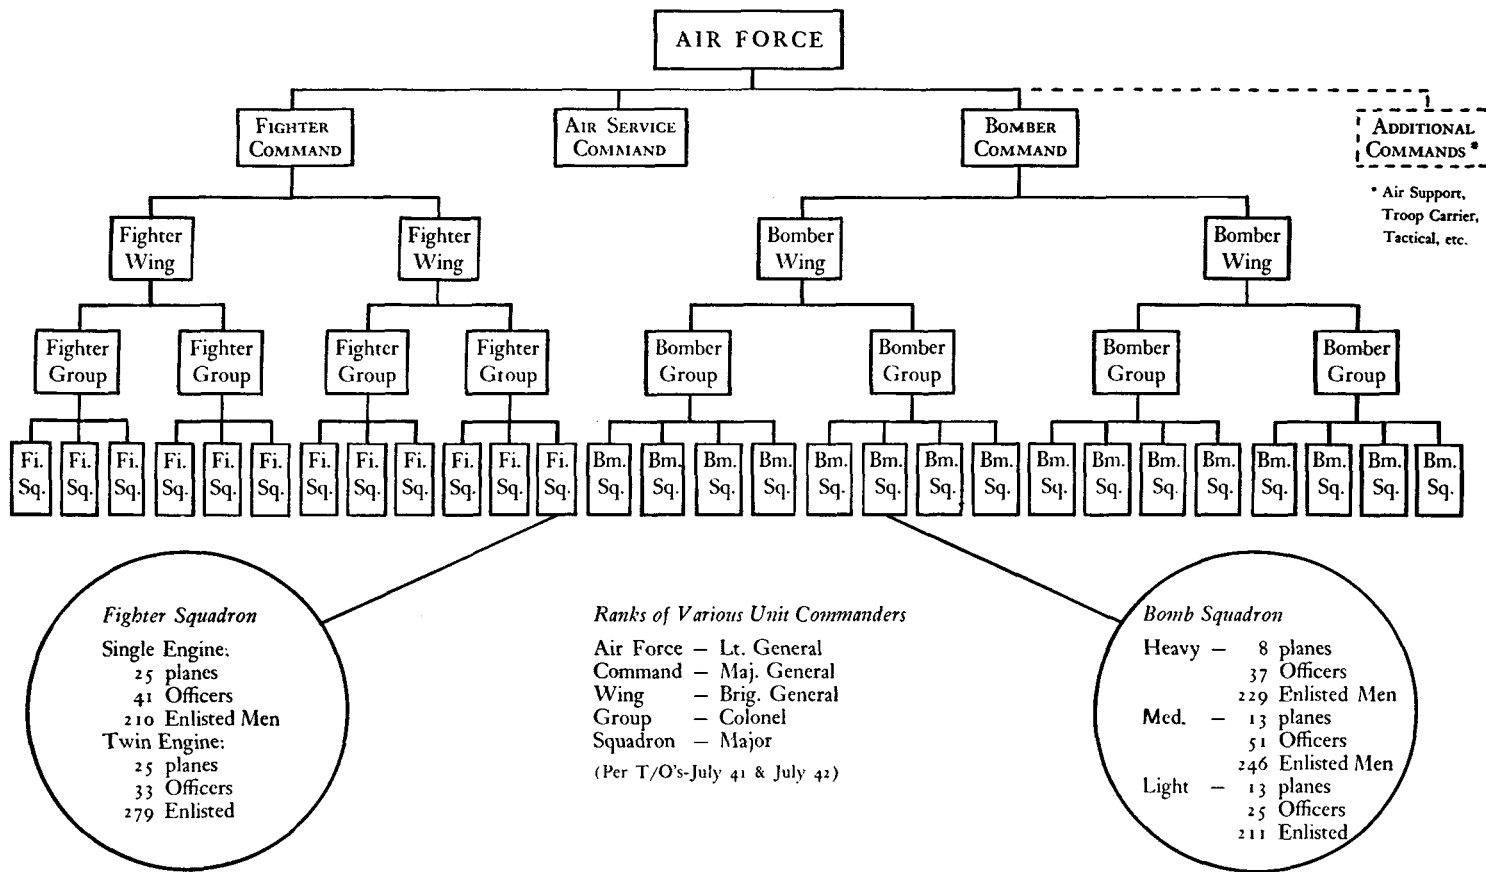 AIR FORCE
FIGHTER
COMMAND
AIR SERVICE
COMMAND
BOMBER
COMMAND
ADDITIONAL
COMMANDS *
* Air Support,
Troop Carrier,
Tactical, etc.
Fighter
Wing
Fighter
Wing
Bomber
Wing
Bomber
Wing
Fighter
Group
Fighter
Group
Fighter
Group
Fighter
Group
Bomber
Group
Bomber
Group
Bomber
Group
Bomber
Group
Fi.
Sq.
Fi.
Sq.
Fi.
Sq.
Fi.
Sq.
Fi.
Sq.
Fi.
Sq.
Fi.
Sq.
Fi.
Sq.
Fi.
Sq.
Fi.
Sq.
Fi.
Sq.
Fi.
Sq.
Bm.
Sq.
Bm.
Sq.
Bm.
Sq.
Bm.
Sq.
Bm.
Sq.
Bm.
Sq.
Bm.
Sq.
Bm.
Sq.
Bm.
Sq.
Bm.
Sq.
Bm.
Sq.
Bm.
Sq.
Bm.
Sq.
Bm.
Sq.
Bm.
Sq.
Bm.
Sq.
Fighter Squadron
Single Engine:
25 planes
41 Officers
210 Enlisted Men
Twin Engine:
25 planes
33 Officers
279 Enlisted
Ranks of Various Unit Commanders
Air Force – Lt. General
Command – Maj. General
Wing – Brig. General
Group – Colonel
Squadron – Major
(Per T/O's-July 41 & July 42)
Bomb Squadron
Heavy – 8 planes
37 Officers
229 Enlisted Men
Med. – 13 planes
51 Officers
246 Enlisted Men
Light – 13 planes
25 Officers
211 Enlisted